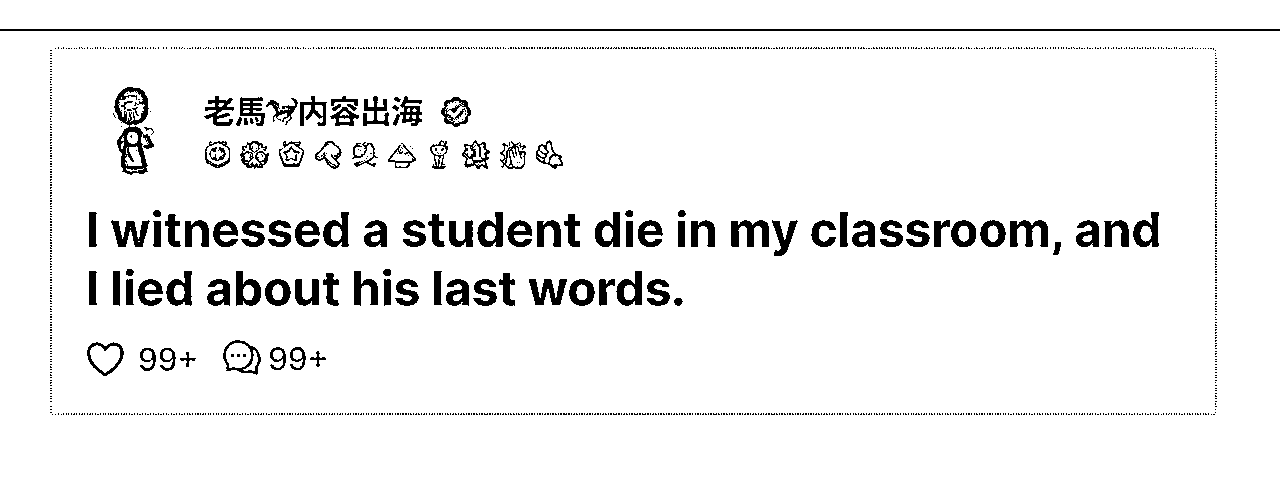 老馬🐎内容出海
I witnessed a student die in my classroom, and
I lied about his last words.
99+ 99+